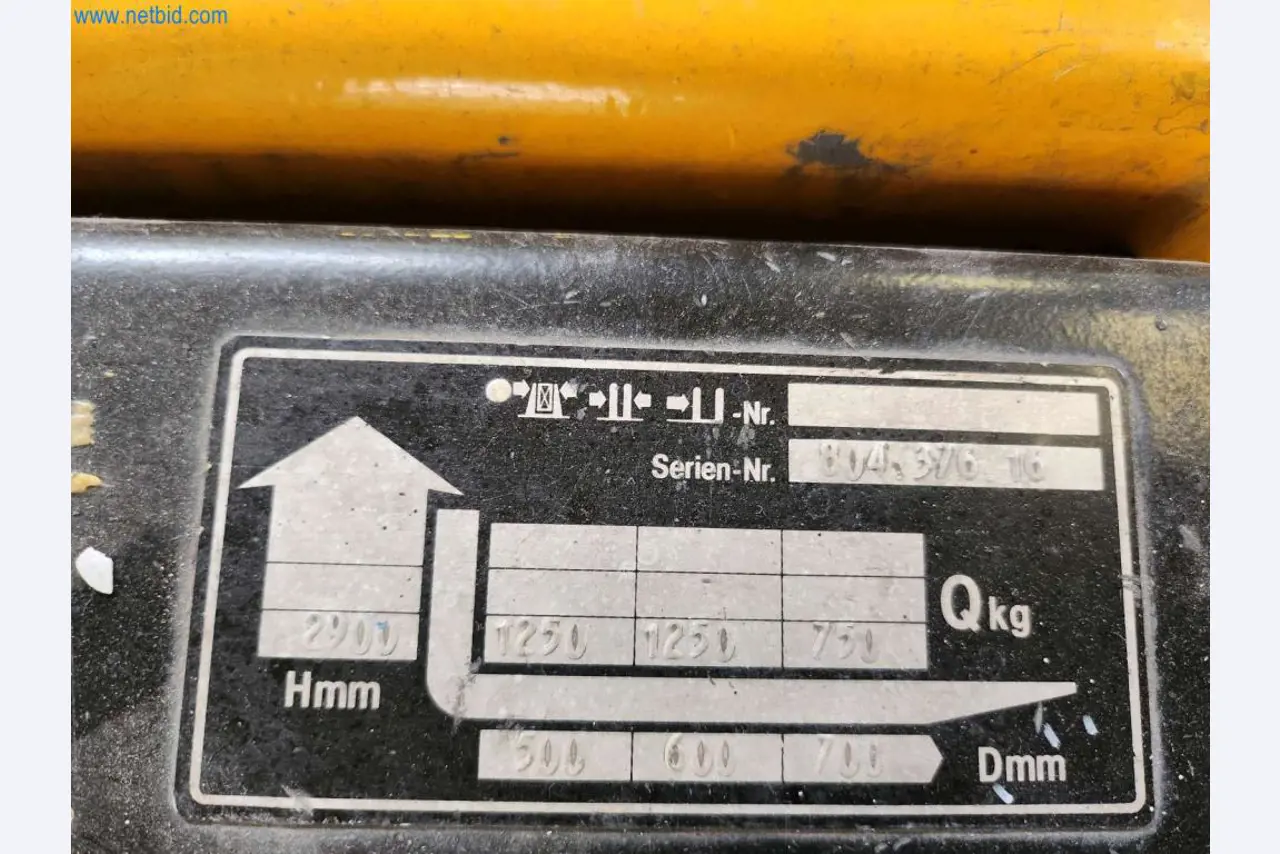 www.netbid.com
-Nr.
Serien-Nr. 804.376.16
2900 1250 1250 750 Qkg
Hmm
500 600 700 Dmm